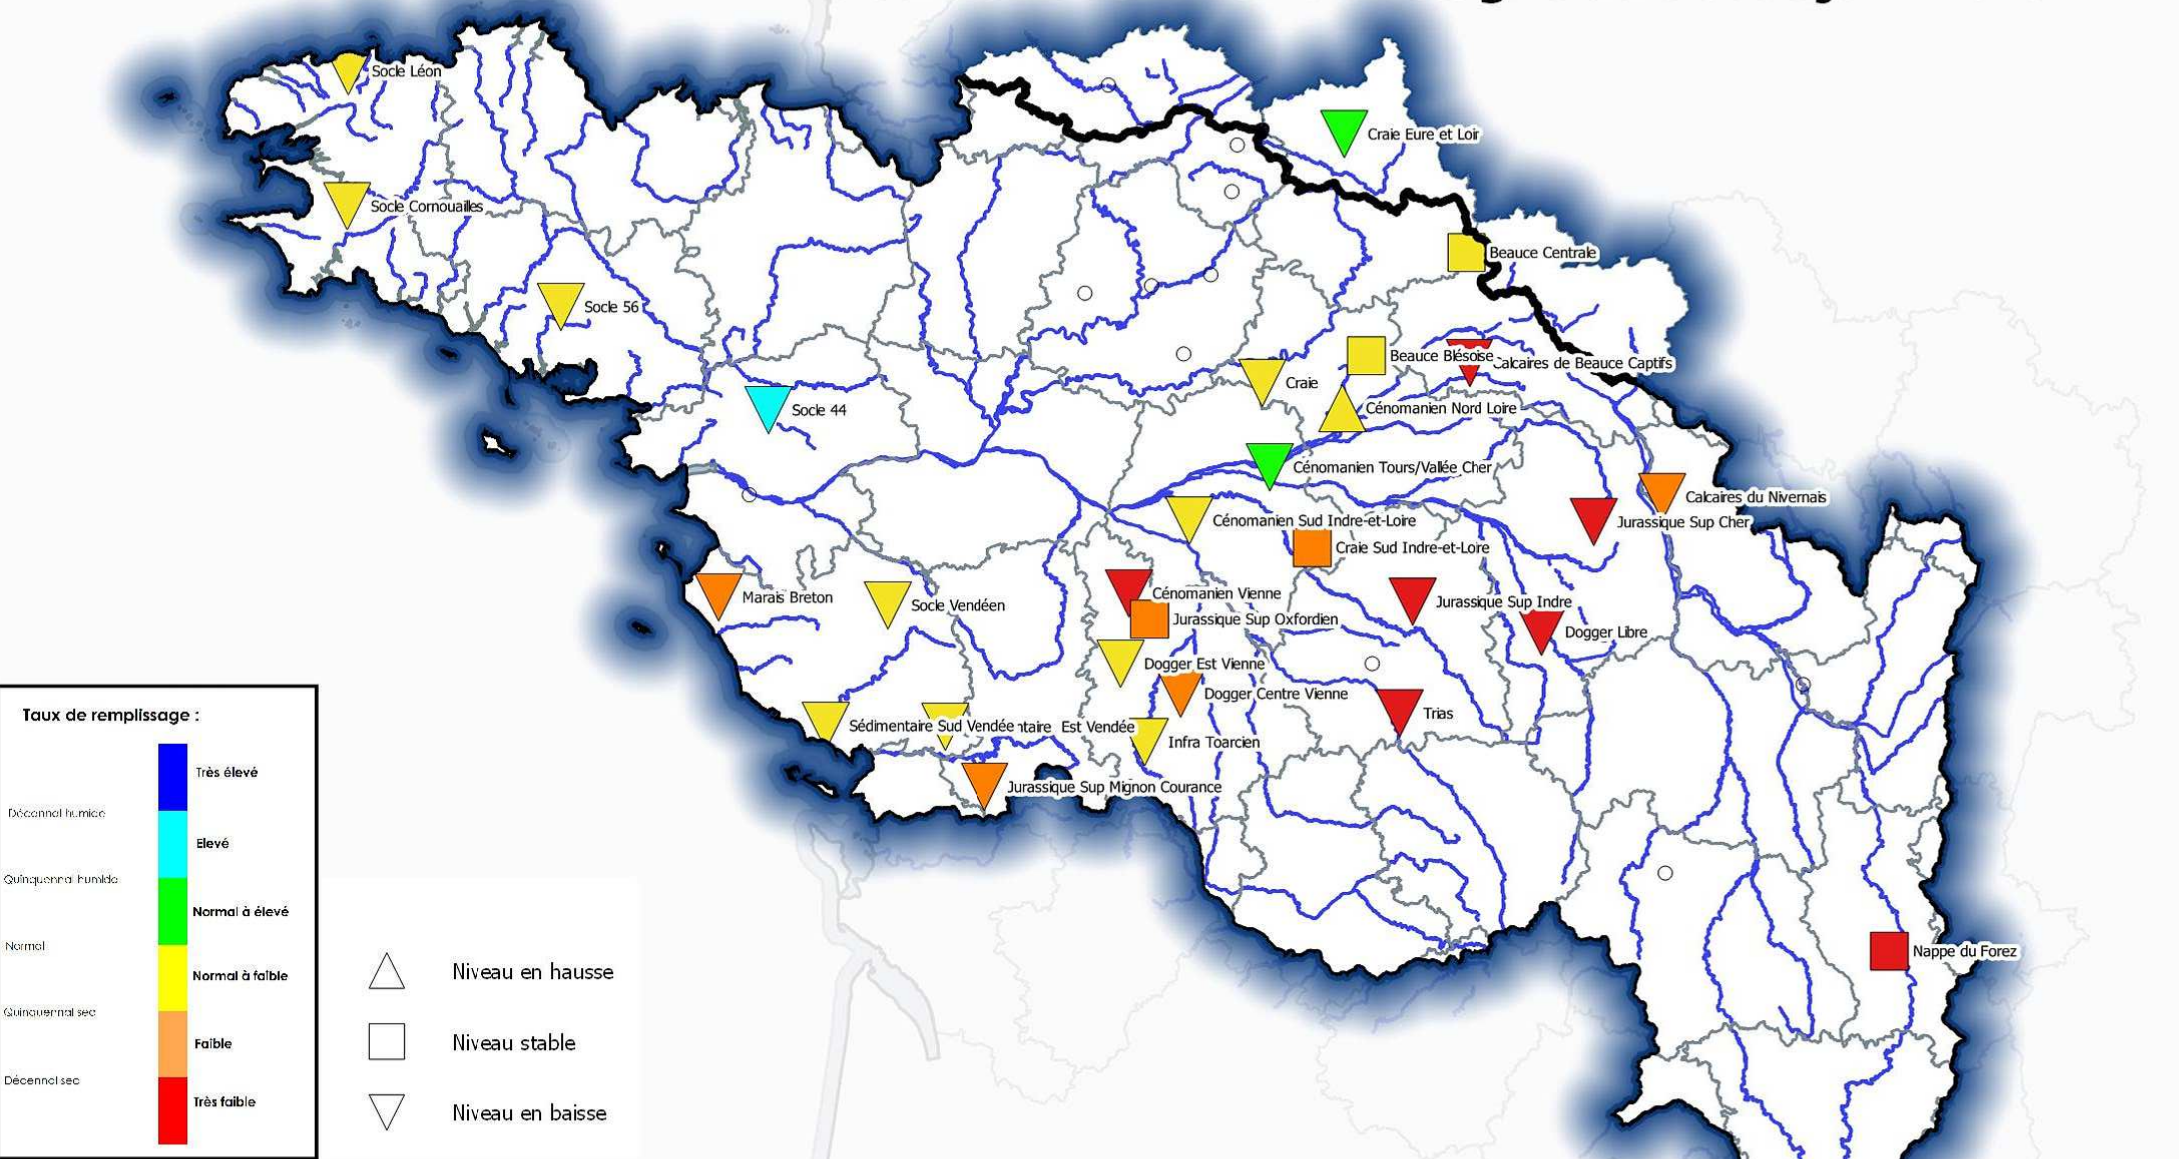 Socle Léon
Craie Eure et Loir
Socle Cornouailles
Beauce Centrale
Socle 56
Beauce Blésoise
Calcaires de Beauce Captifs
Craie
Socle 44
Cénomanien Nord Loire
Cénomanien Tours/Vallée Cher
Calcaires du Nivernais
Cénomanien Sud Indre-et-Loire
Jurassique Sup Cher
Craie Sud Indre-et-Loire
Marais Breton
Socle Vendéen
Cénomanien Vienne
Jurassique Sup Indre
Jurassique Sup Oxfordien
Dogger Libre
Dogger Est Vienne
Dogger Centre Vienne
Trias
Sédimentaire Sud Vendée
ntaire Est Vendée
Infra Toarcien
Jurassique Sup Mignon Courance
Nappe du Forez
Taux de remplissage :
Très élevé
Décennal humide
Elevé
Quinquennal humide
Normal à élevé
Normal
Normal à faible
Quinquennal sec
Faible
Décennal sec
Très faible
Niveau en hausse
Niveau stable
Niveau en baisse